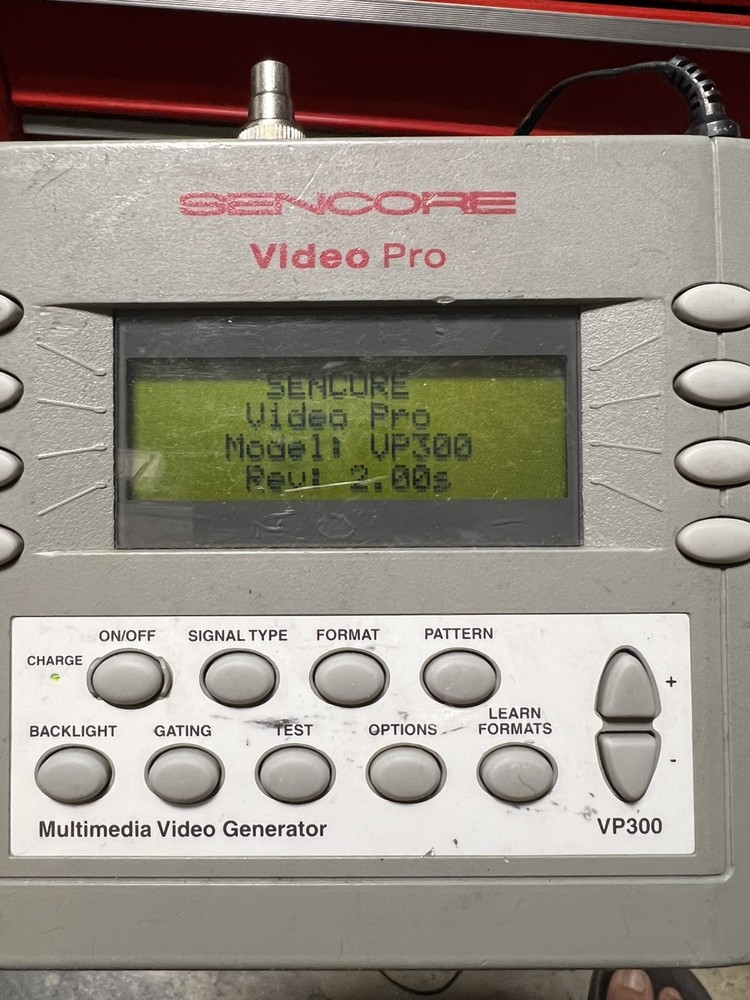 SENCORE
Video Pro
SENCORE
Video Pro
Model: VP300
Rev: 2.00s
ON/OFF SIGNAL TYPE FORMAT PATTERN
CHARGE
+
BACKLIGHT GATING TEST OPTIONS LEARN FORMATS
-
Multimedia Video Generator VP300